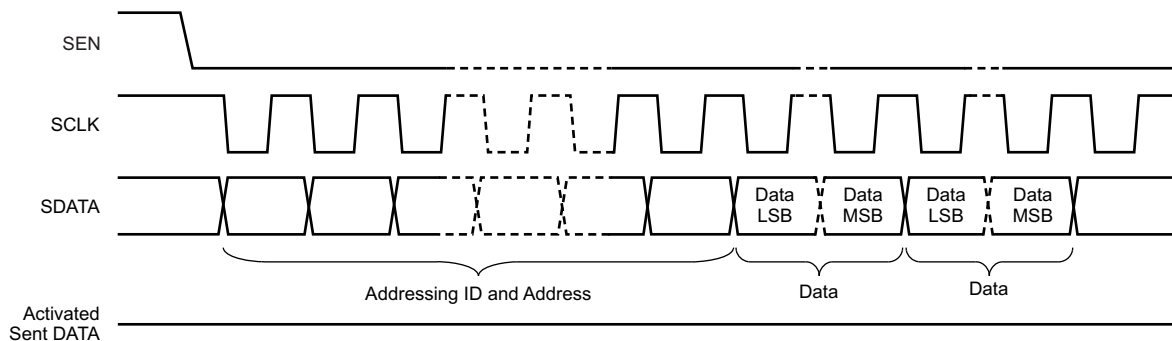 SEN
SCLK
SDATA
Data
LSB
Data
MSB
Data
LSB
Data
MSB
Addressing ID and Address
Data
Data
Activated
Sent DATA